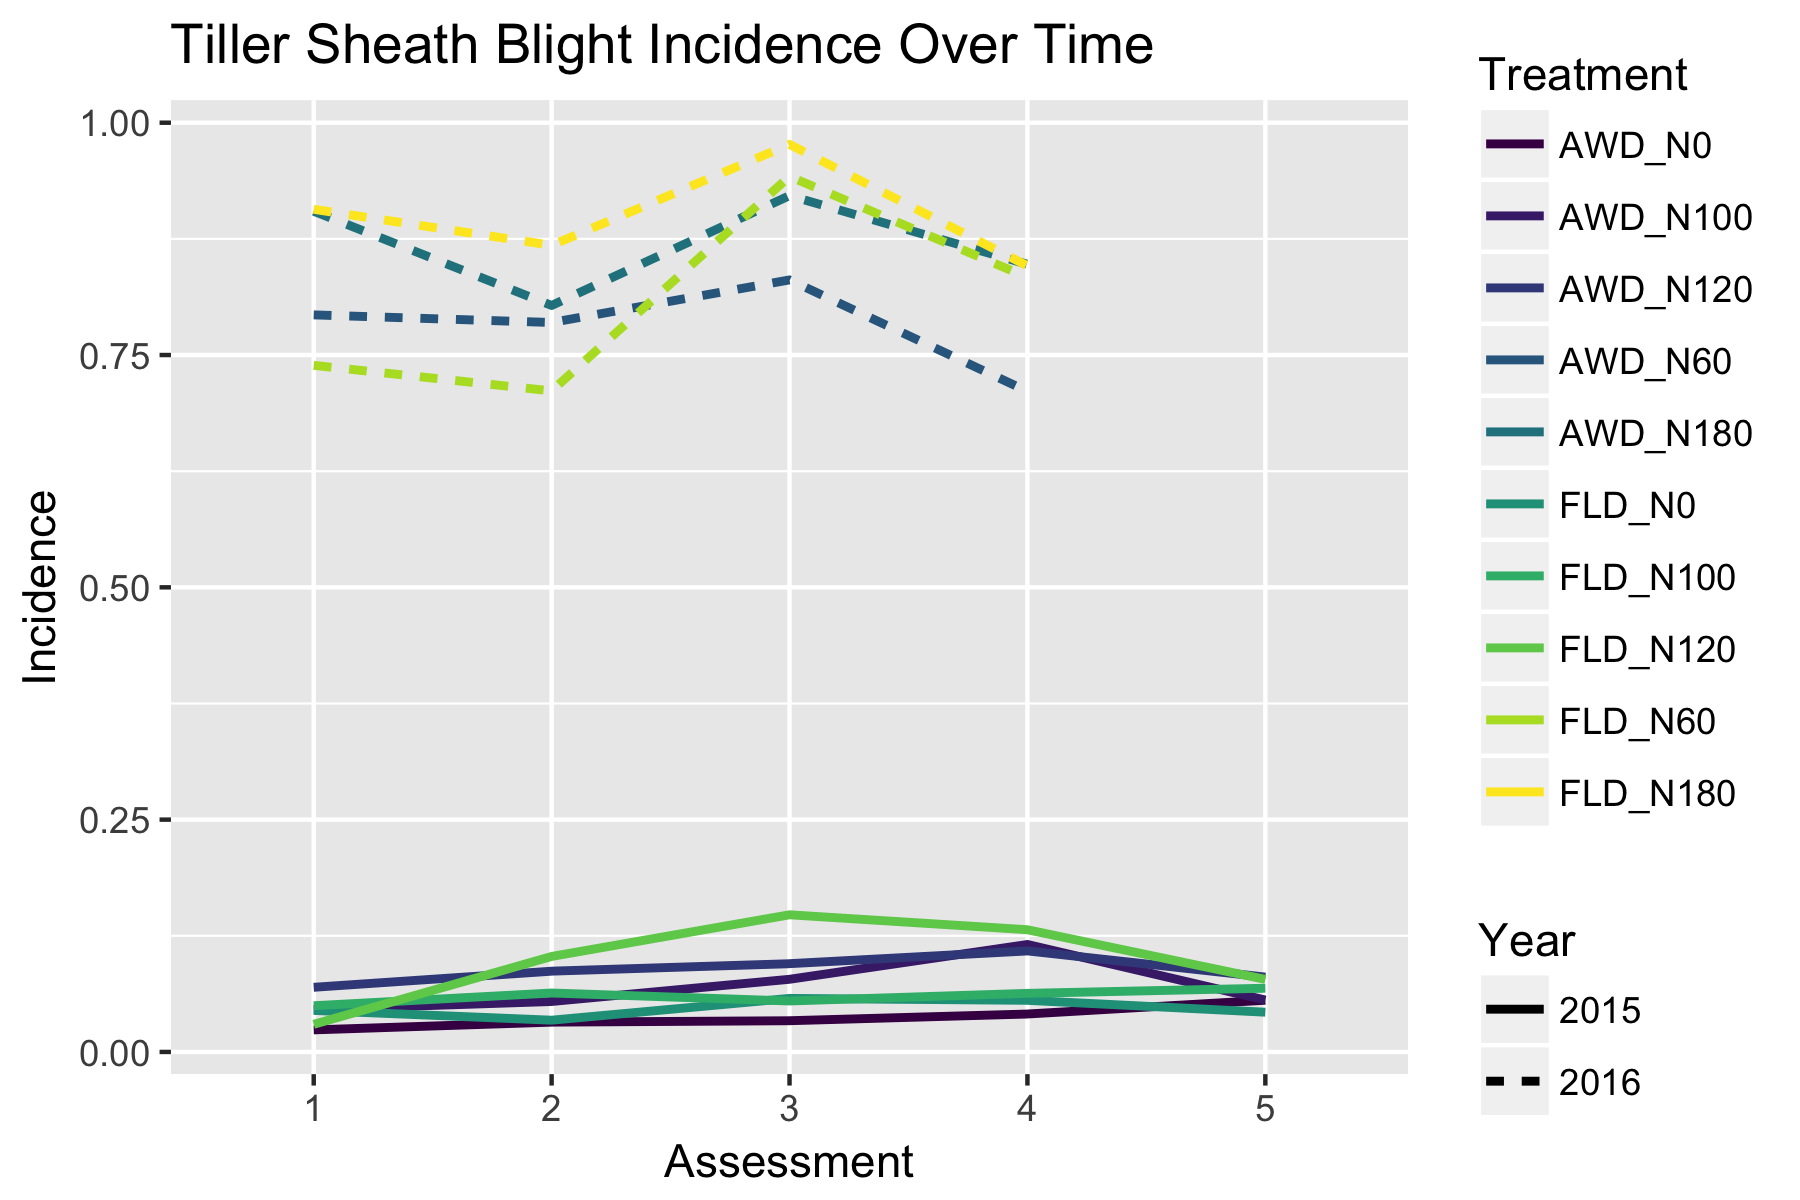 Tiller Sheath Blight Incidence Over Time
Incidence
1.00
0.75
0.50
0.25
0.00
1 2 3 4 5
Assessment
Treatment
AWD_N0
AWD_N100
AWD_N120
AWD_N60
AWD_N180
FLD_N0
FLD_N100
FLD_N120
FLD_N60
FLD_N180
Year
2015
2016